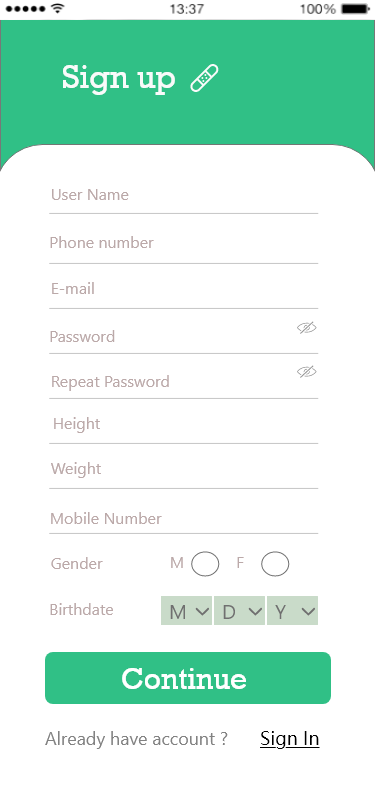 13:37 100%
Sign up
User Name
Phone number
E-mail
Password
Repeat Password
Height
Weight
Mobile Number
Gender M F
Birthdate M D Y
Continue
Already have account ? Sign In